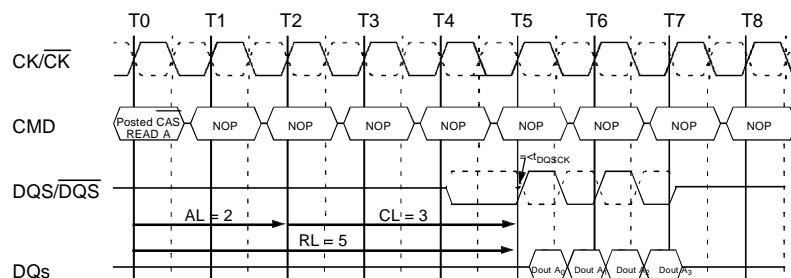 T0 T1 T2 T3 T4 T5 T6 T7 T8
CK/CK
CMD
Posted CAS
READ A
NOP NOP NOP NOP NOP NOP NOP NOP
=<tDQSCK
DQS/DQS
AL = 2 CL = 3
RL = 5
DQs
Dout A0 Dout A1 Dout A2 Dout A3